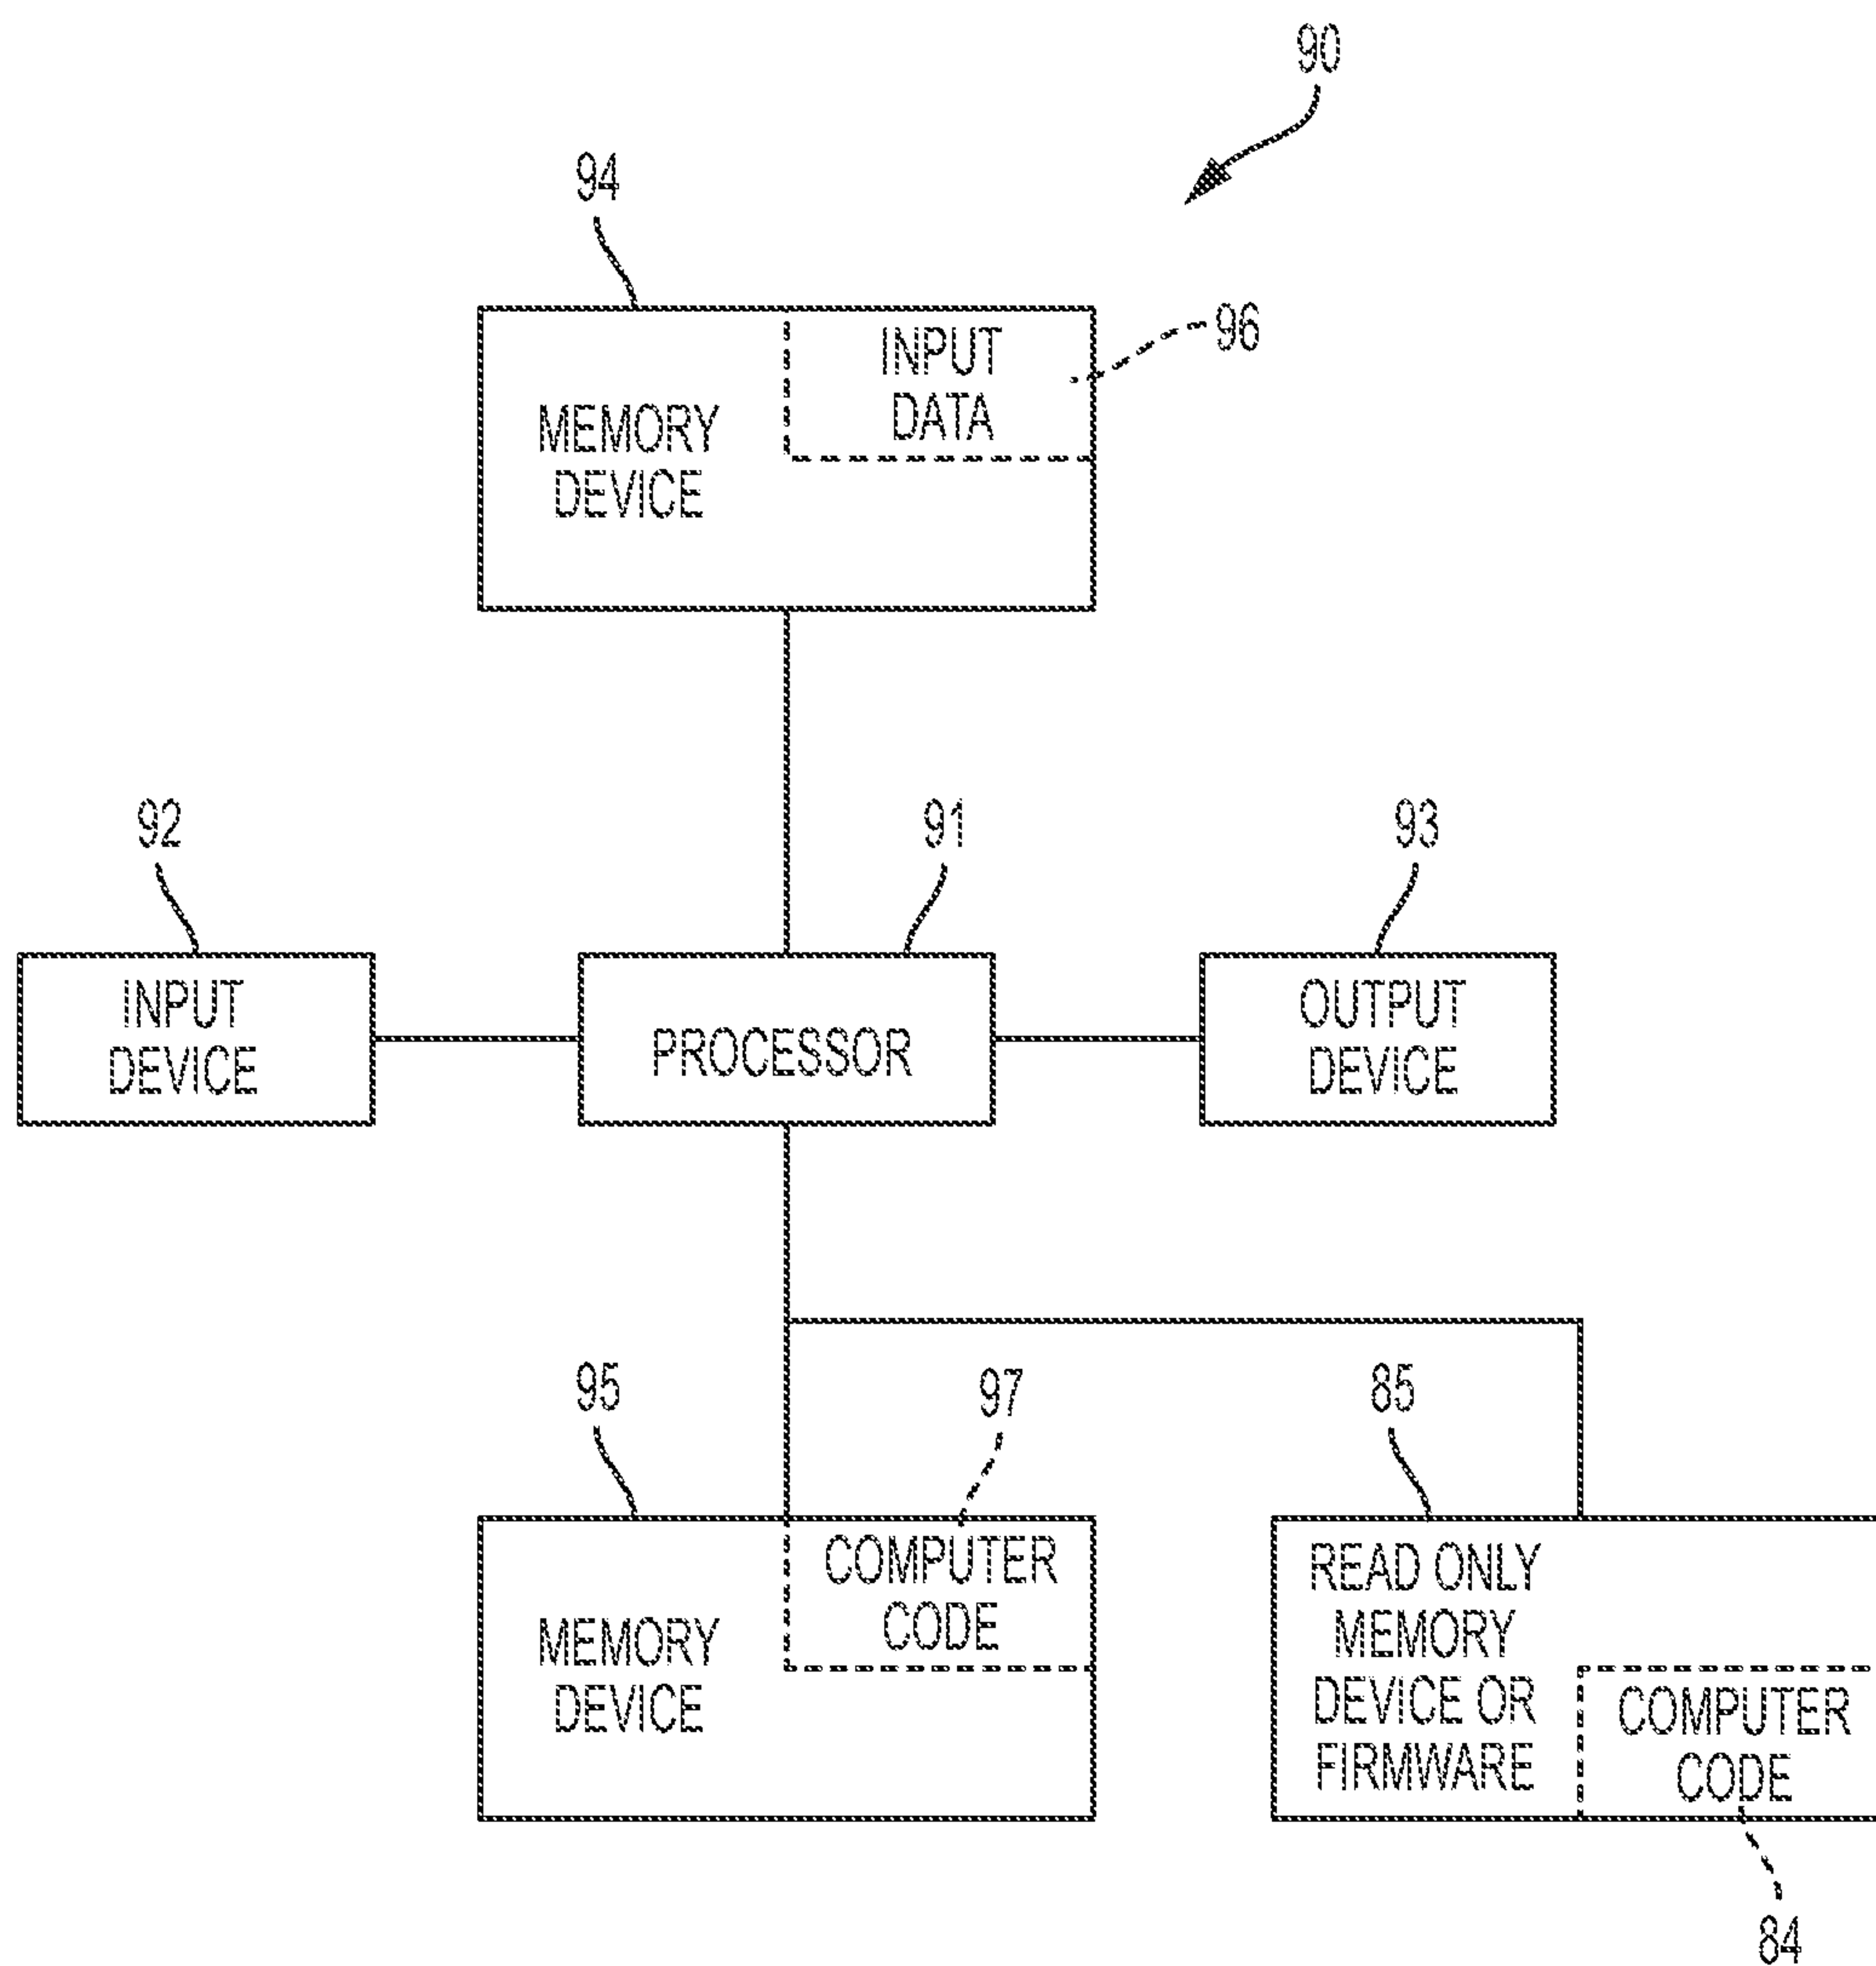 90
94
96
INPUT
DATA
MEMORY
DEVICE
92
91
93
INPUT
DEVICE
PROCESSOR
OUTPUT
DEVICE
95
97
85
COMPUTER
CODE
MEMORY
DEVICE
READ ONLY
MEMORY
DEVICE OR
FIRMWARE
COMPUTER
CODE
84